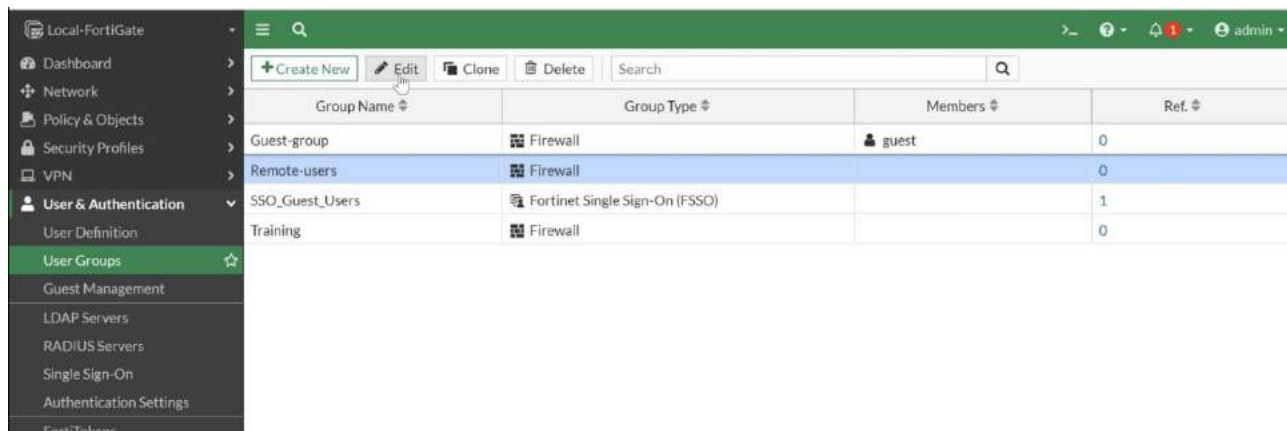 Local-FortiGate
>_
1
admin
Dashboard
Network
Policy & Objects
Security Profiles
VPN
User & Authentication
User Definition
User Groups
Guest Management
LDAP Servers
RADIUS Servers
Single Sign-On
Authentication Settings
FortiTokens
+Create New Edit Clone Delete Search
Group Name Group Type Members Ref.
Guest-group Firewall guest 0
Remote-users Firewall 0
SSO_Guest_Users Fortinet Single Sign-On (FSSO) 1
Training Firewall 0